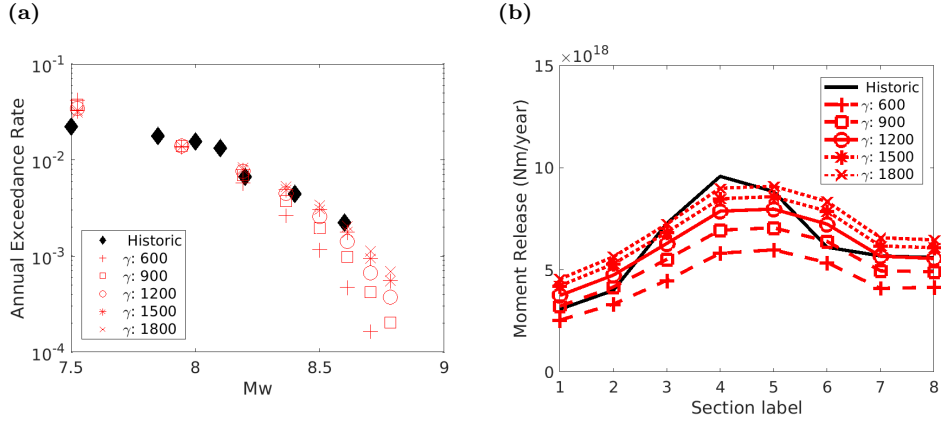 (a)
(b)
10^-1
10^-2
10^-3
10^-4
Annual Exceedance Rate
Historic
γ: 600
γ: 900
γ: 1200
γ: 1500
γ: 1800
7.5 8 8.5 9
Mw
×10^18
15
10
5
0
Moment Release (Nm/year)
Historic
γ: 600
γ: 900
γ: 1200
γ: 1500
γ: 1800
1 2 3 4 5 6 7 8
Section label